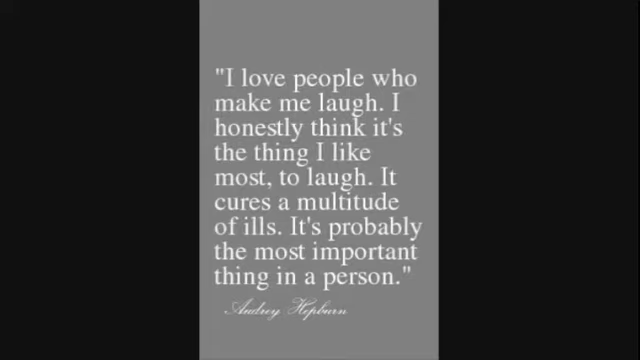 "I love people who
make me laugh. I
honestly think it's
the thing I like
most, to laugh. It
cures a multitude
of ills. It's probably
the most important
thing in a person."
Audrey Hepburn